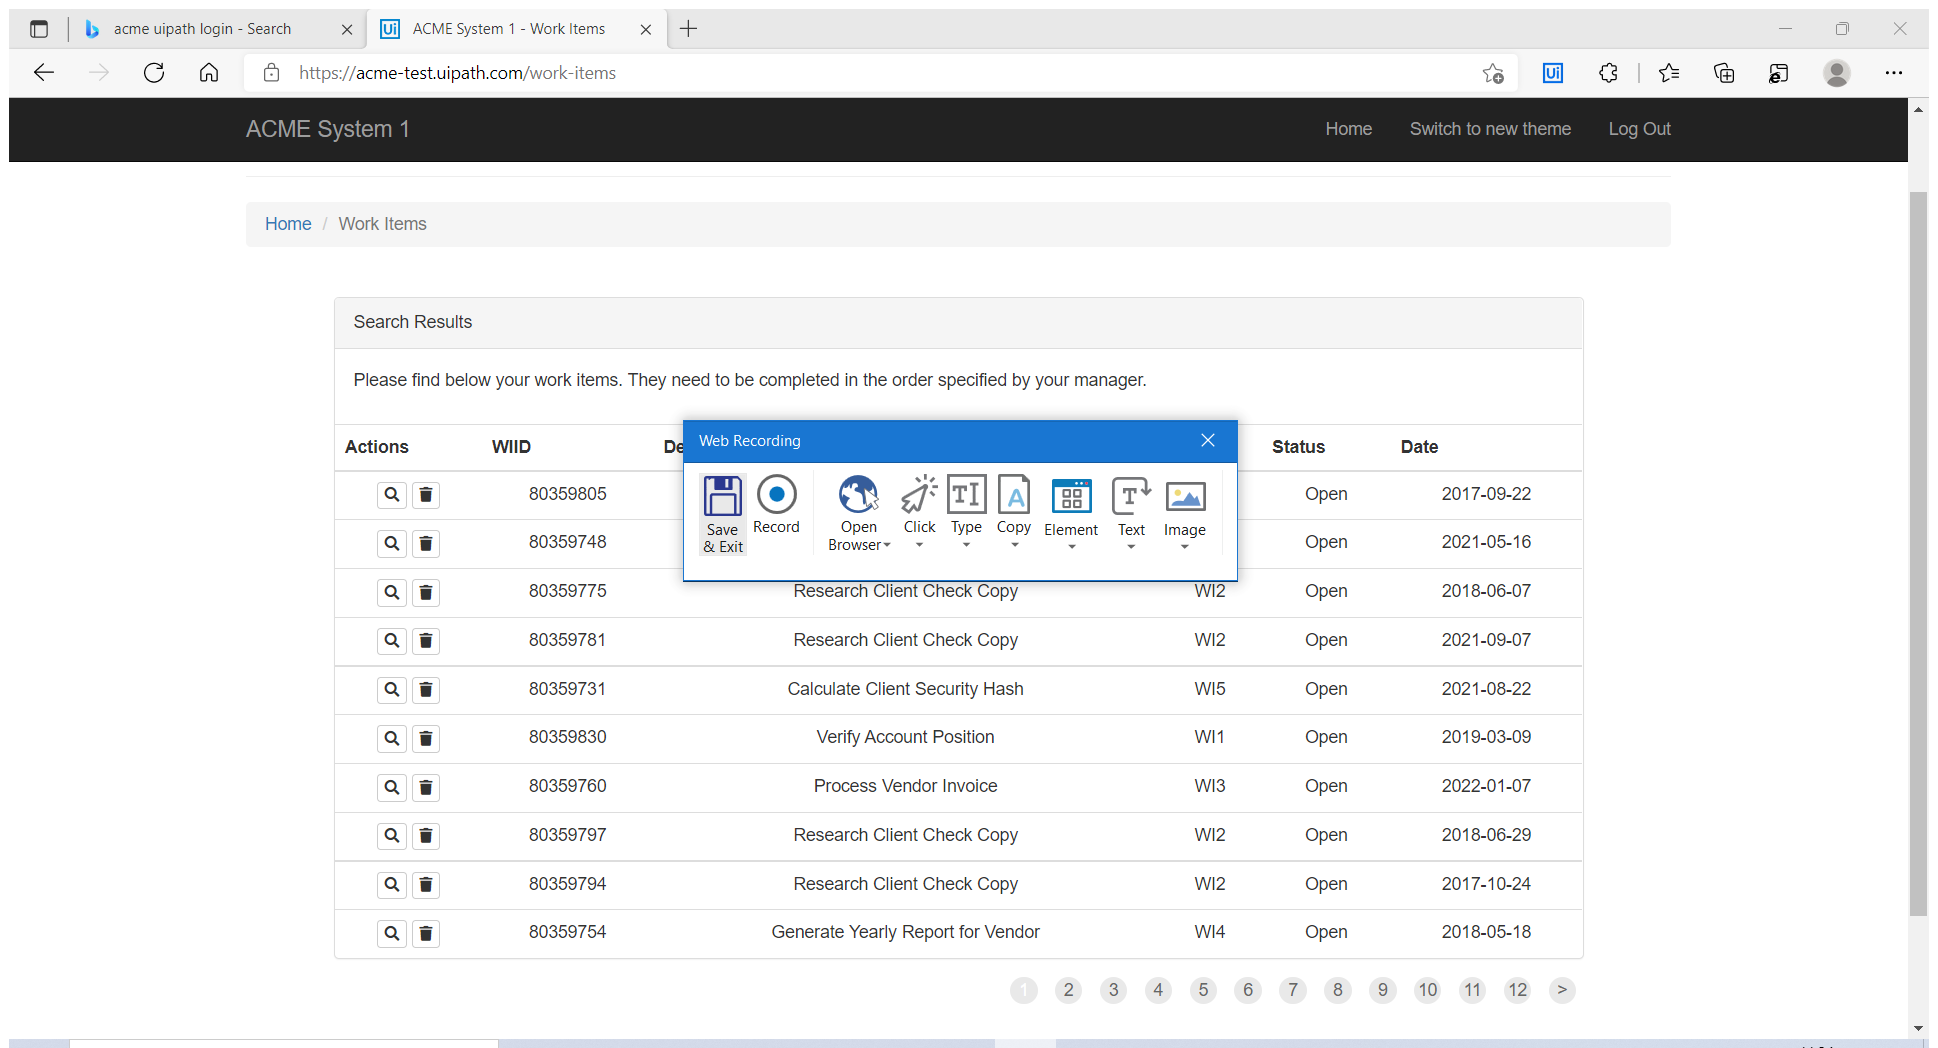 acme uipath login - Search
Ui ACME System 1 - Work Items
https://acme-test.uipath.com/work-items
Ui
ACME System 1 Home Switch to new theme Log Out
Home / Work Items
Search Results
Please find below your work items. They need to be completed in the order specified by your manager.
Actions WIID De Status Date
Web Recording
Save & Exit Record Open Browser Click Type Copy Element Text Image
80359805 Open 2017-09-22
80359748 Open 2021-05-16
80359775 Research Client Check Copy WI2 Open 2018-06-07
80359781 Research Client Check Copy WI2 Open 2021-09-07
80359731 Calculate Client Security Hash WI5 Open 2021-08-22
80359830 Verify Account Position WI1 Open 2019-03-09
80359760 Process Vendor Invoice WI3 Open 2022-01-07
80359797 Research Client Check Copy WI2 Open 2018-06-29
80359794 Research Client Check Copy WI2 Open 2017-10-24
80359754 Generate Yearly Report for Vendor WI4 Open 2018-05-18
1 2 3 4 5 6 7 8 9 10 11 12 >